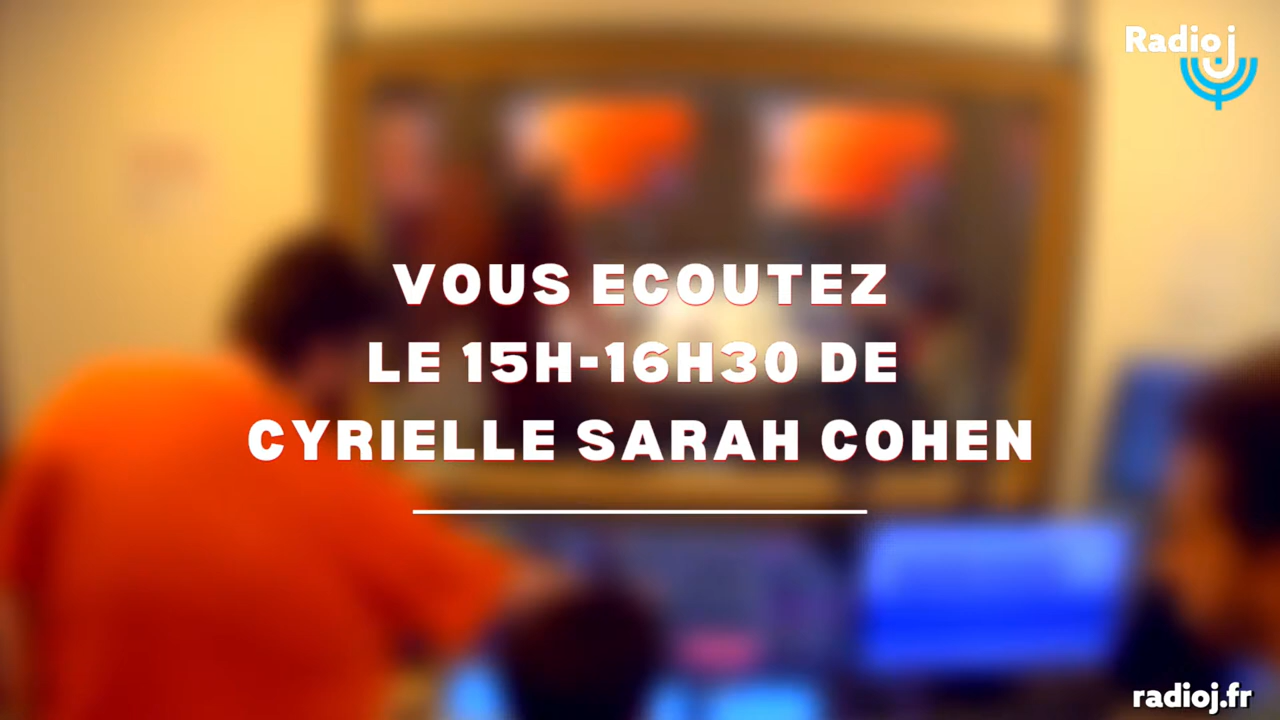 Radio j
VOUS ECOUTEZ
LE 15H-16H30 DE
CYRIELLE SARAH COHEN
radioj.fr